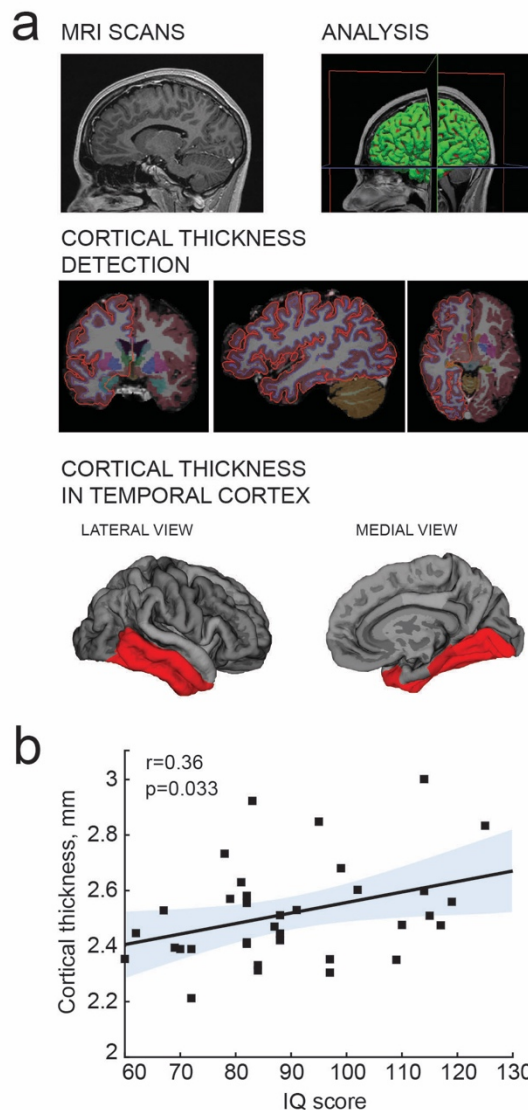 a
MRI SCANS
ANALYSIS
CORTICAL THICKNESS
DETECTION
CORTICAL THICKNESS
IN TEMPORAL CORTEX
LATERAL VIEW
MEDIAL VIEW
b
r=0.36
p=0.033
Cortical thickness, mm
3
2.8
2.6
2.4
2.2
2
60 70 80 90 100 110 120 130
IQ score